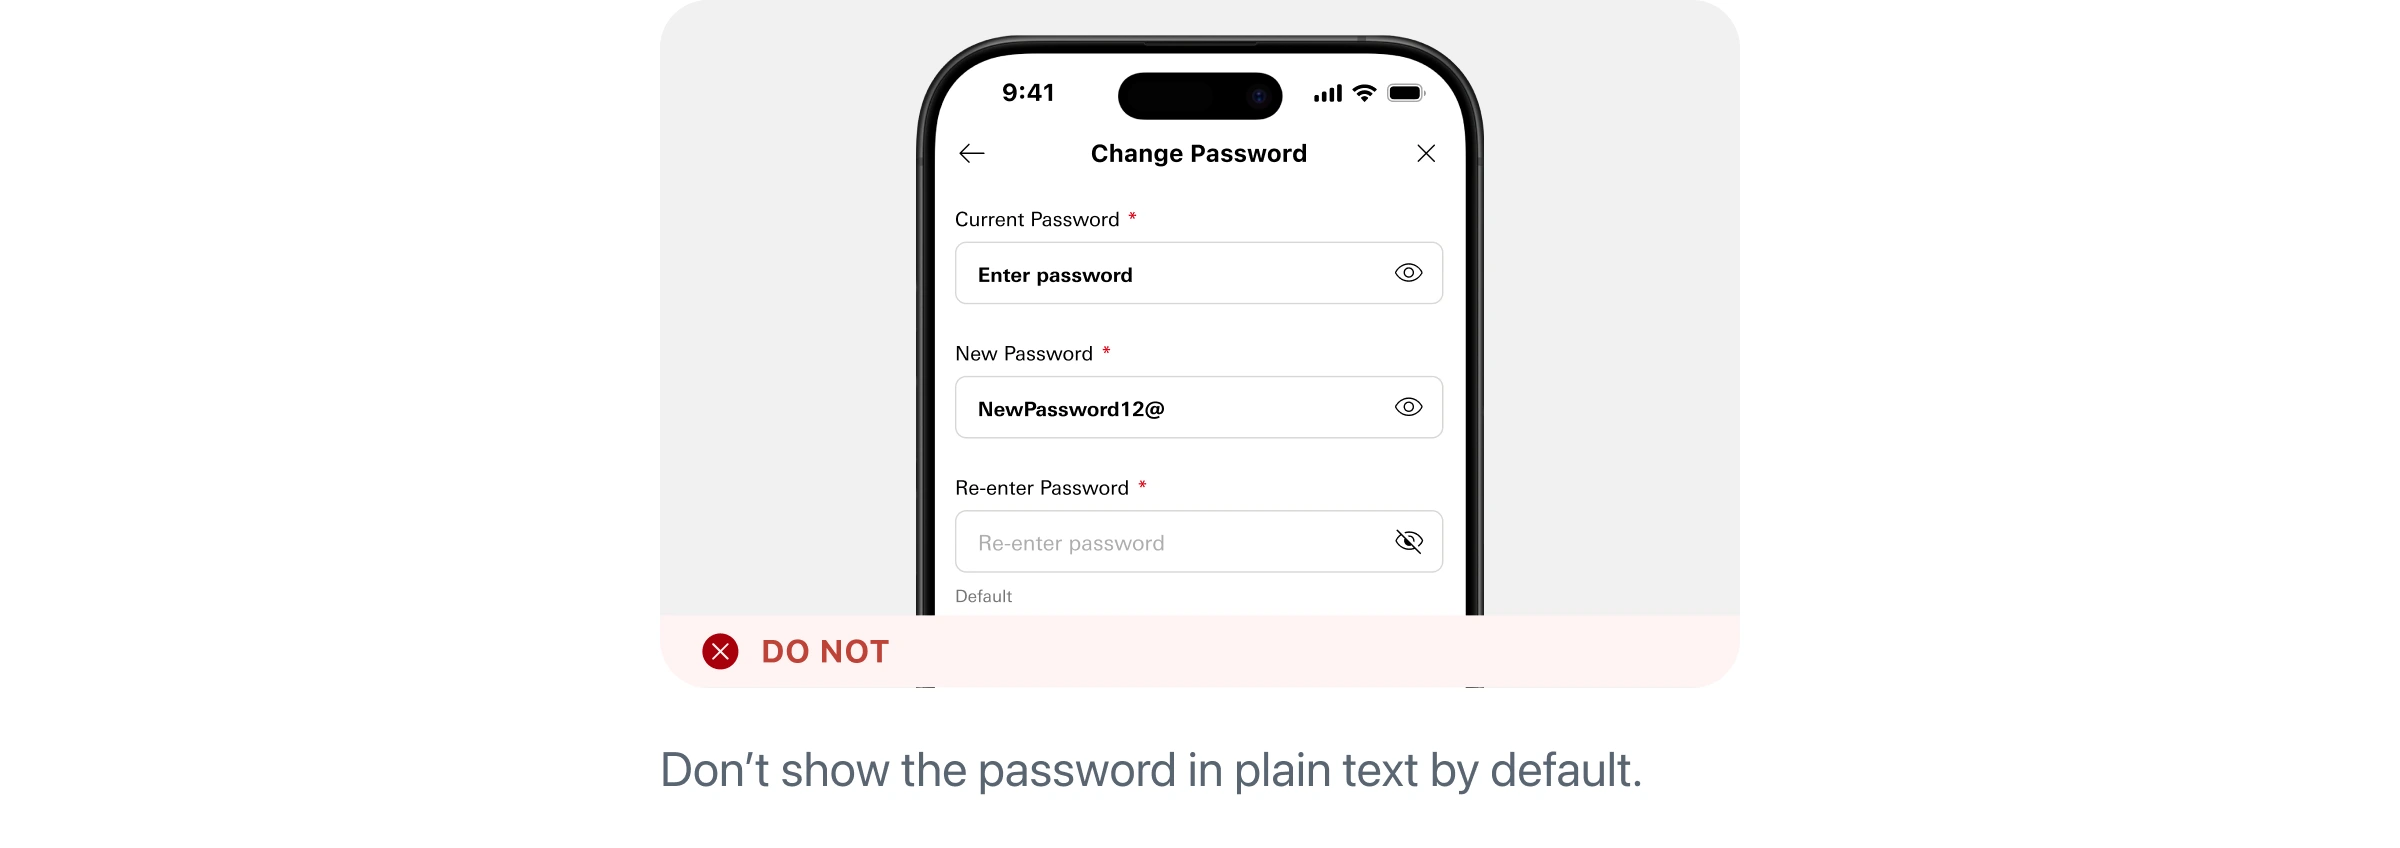 9:41
Change Password
Current Password *
Enter password
New Password *
NewPassword12@
Re-enter Password *
Re-enter password
Default
DO NOT
Don’t show the password in plain text by default.